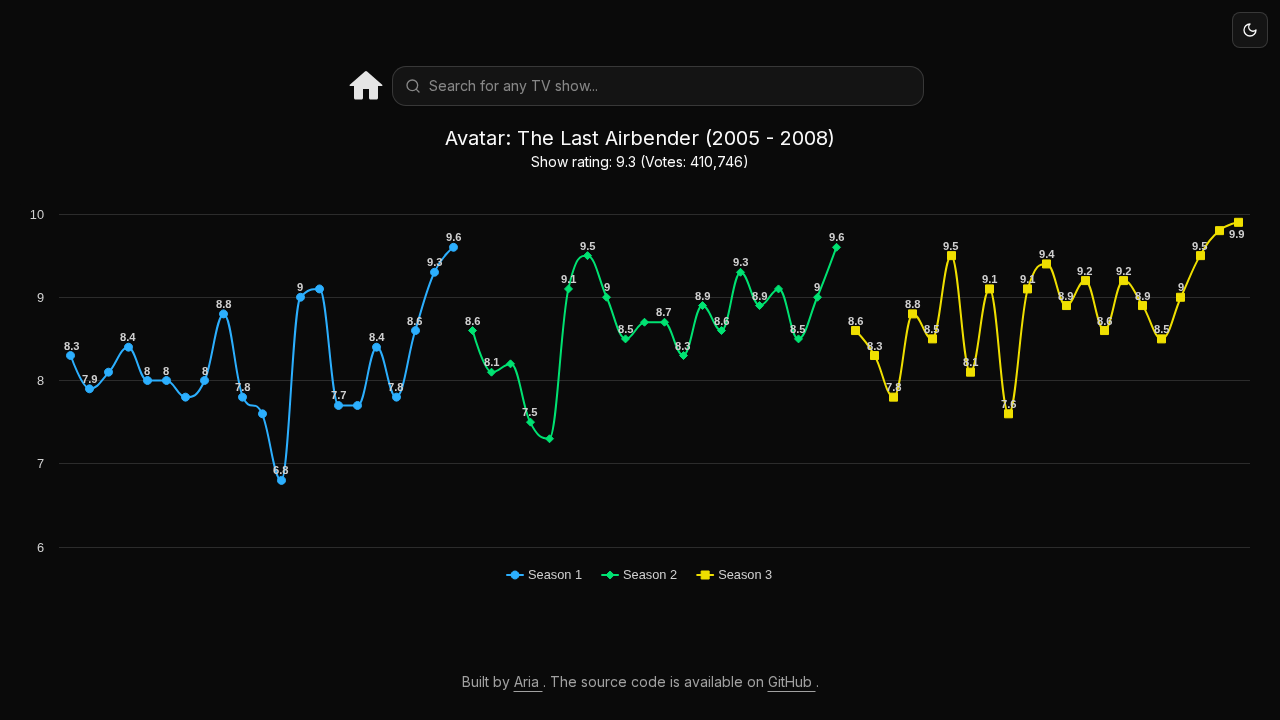 Search for any TV show...
Avatar: The Last Airbender (2005 - 2008)
Show rating: 9.3 (Votes: 410,746)
10
9
8
7
6
8.3 7.9 8.4 8 8 8 8.8 7.8 6.8 9 7.7 8.4 7.8 8.6 9.3 9.6
8.6 8.1 7.5 9.1 9.5 9 8.5 8.7 8.3 8.9 8.6 9.3 8.9 8.5 9 9.6
8.6 8.3 7.8 8.8 8.5 9.5 8.1 9.1 7.6 9.1 9.4 8.9 9.2 8.6 9.2 8.9 8.5 9 9.5 9.9
Season 1 Season 2 Season 3
Built by Aria . The source code is available on GitHub .